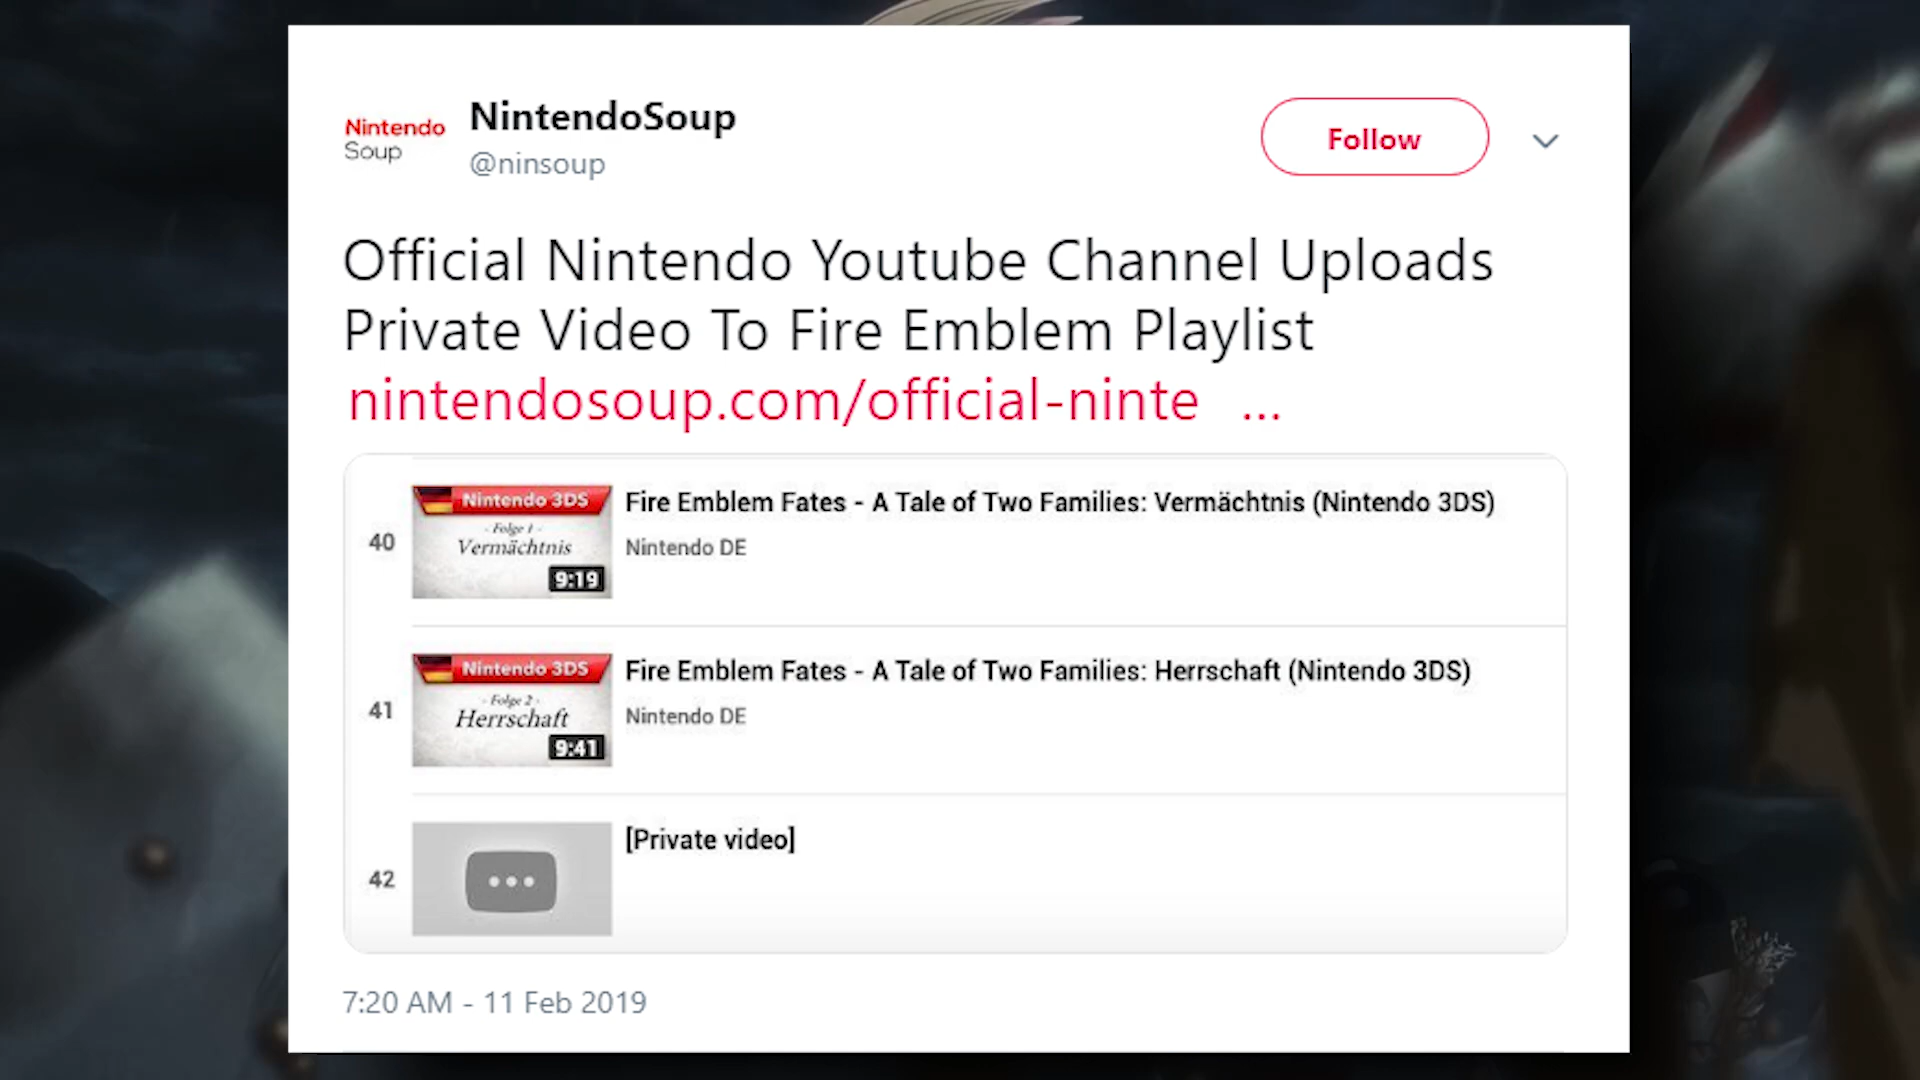 Nintendo
Soup
NintendoSoup
@ninsoup
Follow
Official Nintendo Youtube Channel Uploads
Private Video To Fire Emblem Playlist
nintendosoup.com/official-ninte ...
40
Nintendo 3DS
- Folge 1 -
Vermächtnis
9:19
Fire Emblem Fates - A Tale of Two Families: Vermächtnis (Nintendo 3DS)
Nintendo DE
41
Nintendo 3DS
- Folge 2 -
Herrschaft
9:41
Fire Emblem Fates - A Tale of Two Families: Herrschaft (Nintendo 3DS)
Nintendo DE
42
[Private video]
7:20 AM - 11 Feb 2019